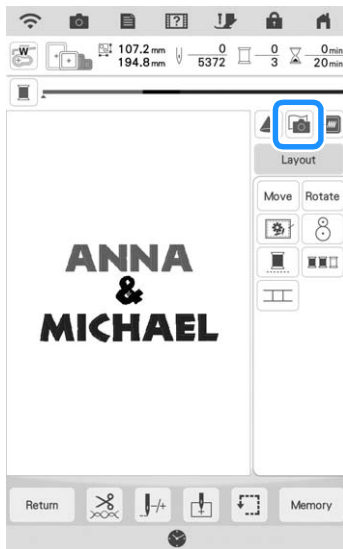 W
107.2 mm
194.8 mm
0
5372
0
3
0 min
20 min
Layout
Move Rotate
ANNA
&
MICHAEL
Return
-/+
Memory